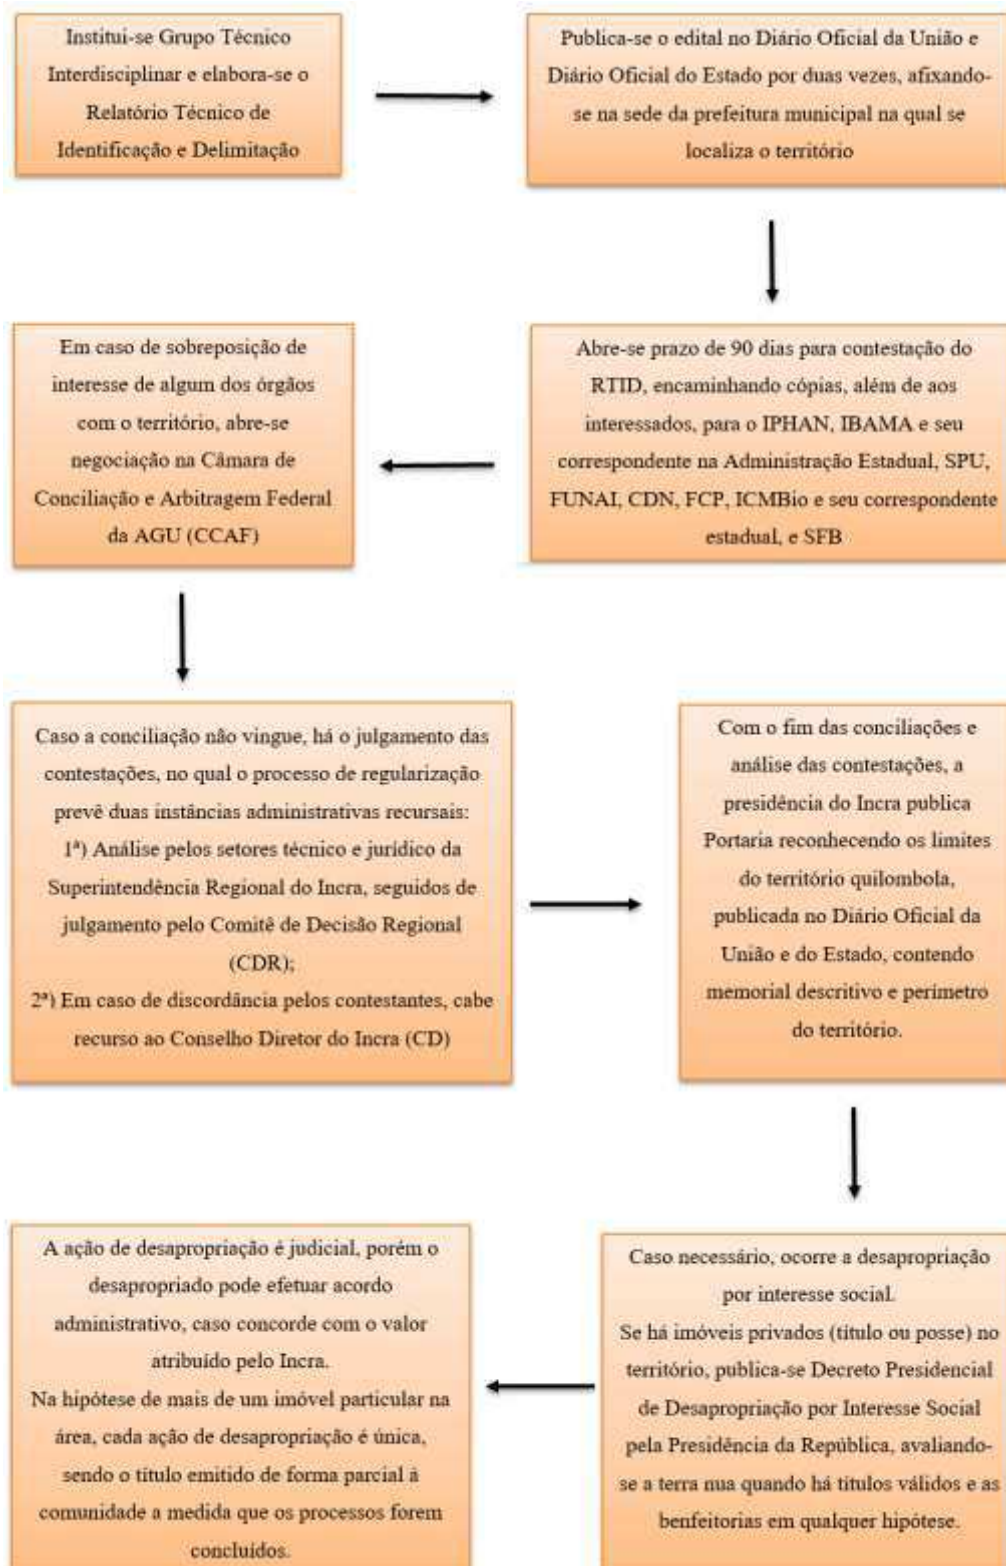 Institui-se Grupo Técnico
Interdisciplinar e elabora-se o
Relatório Técnico de
Identificação e Delimitação
Publica-se o edital no Diário Oficial da União e
Diário Oficial do Estado por duas vezes, afixando-
se na sede da prefeitura municipal na qual se
localiza o território
Abre-se prazo de 90 dias para contestação do
RTID, encaminhando cópias, além de aos
interessados, para o IPHAN, IBAMA e seu
correspondente na Administração Estadual, SPU,
FUNAI, CDN, FCP, ICMBio e seu correspondente
estadual, e SFB
Em caso de sobreposição de
interesse de algum dos órgãos
com o território, abre-se
negociação na Câmara de
Conciliação e Arbitragem Federal
da AGU (CCAF)
Caso a conciliação não vingue, há o julgamento das
contestações, no qual o processo de regularização
prevê duas instâncias administrativas recursais:
1ª) Análise pelos setores técnico e jurídico da
Superintendência Regional do Incra, seguidos de
julgamento pelo Comitê de Decisão Regional
(CDR);
2ª) Em caso de discordância pelos contestantes, cabe
recurso ao Conselho Diretor do Incra (CD)
Com o fim das conciliações e
análise das contestações, a
presidência do Incra publica
Portaria reconhecendo os limites
do território quilombola,
publicada no Diário Oficial da
União e do Estado, contendo
memorial descritivo e perímetro
do território.
Caso necessário, ocorre a desapropriação
por interesse social.
Se há imóveis privados (título ou posse) no
território, publica-se Decreto Presidencial
de Desapropriação por Interesse Social
pela Presidência da República, avaliando-
se a terra nua quando há títulos válidos e as
benfeitorias em qualquer hipótese.
A ação de desapropriação é judicial, porém o
desapropriado pode efetuar acordo
administrativo, caso concorde com o valor
atribuído pelo Incra.
Na hipótese de mais de um imóvel particular na
área, cada ação de desapropriação é única,
sendo o título emitido de forma parcial à
comunidade a medida que os processos forem
concluídos.